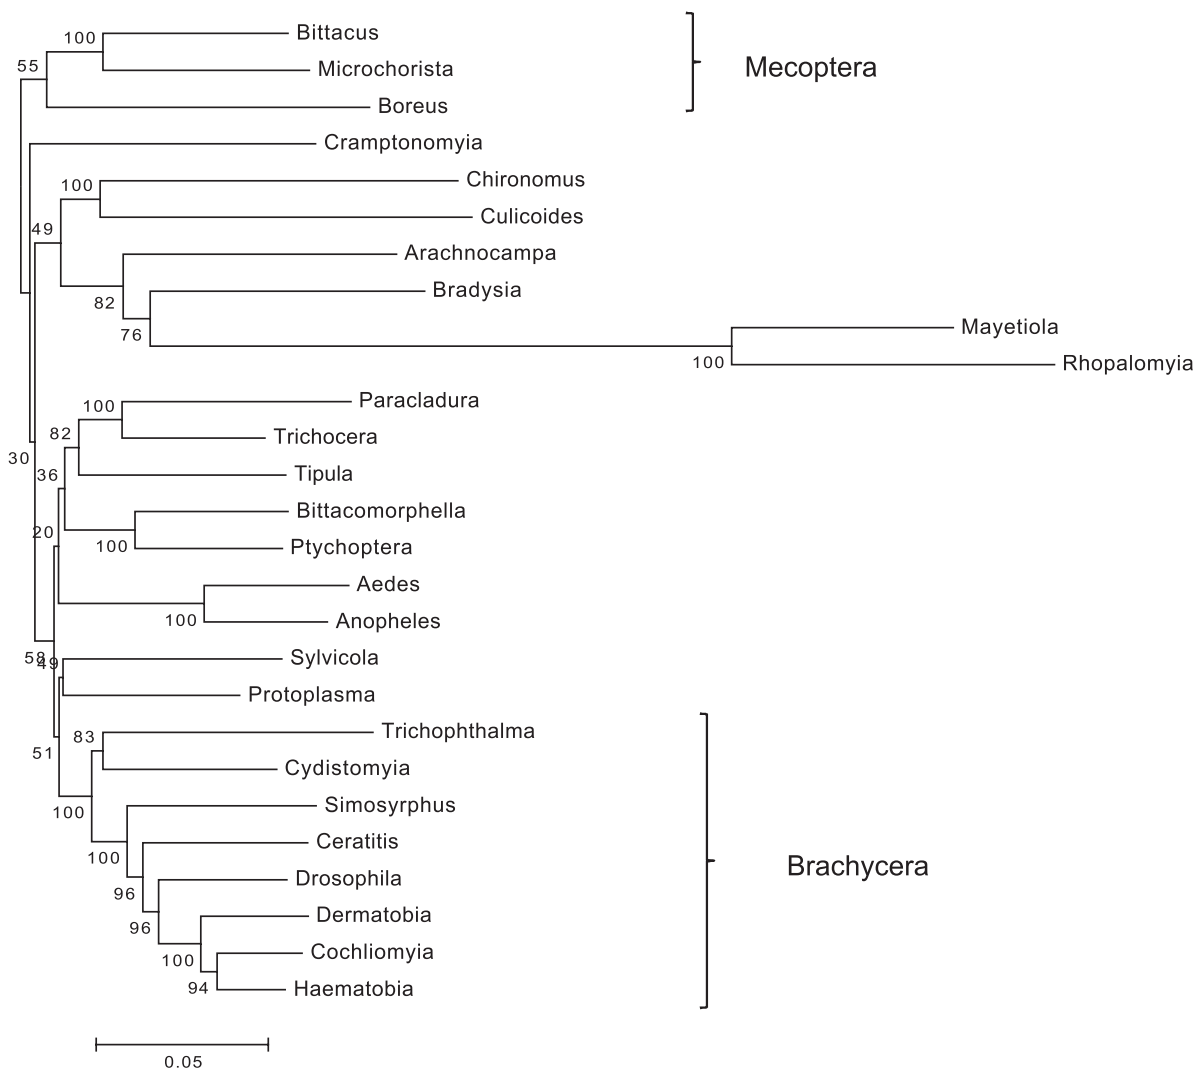 Bittacus
100
55
Mecoptera
Microchorista
Boreus
Cramptonomyia
100
Chironomus
Culicoides
49
Arachnocampa
82
Bradysia
76
Mayetiola
100
Rhopalomyia
100
Paracladura
82
Trichocera
30
36
Tipula
Bittacomorphella
20
100
Ptychoptera
Aedes
100
Anopheles
58
49
Sylvicola
Protoplasma
83
Trichophthalma
51
Cydistomyia
100
Simosyrphus
Ceratitis
100
Brachycera
Drosophila
96
Dermatobia
96
Cochliomyia
100
94
Haematobia
0.05